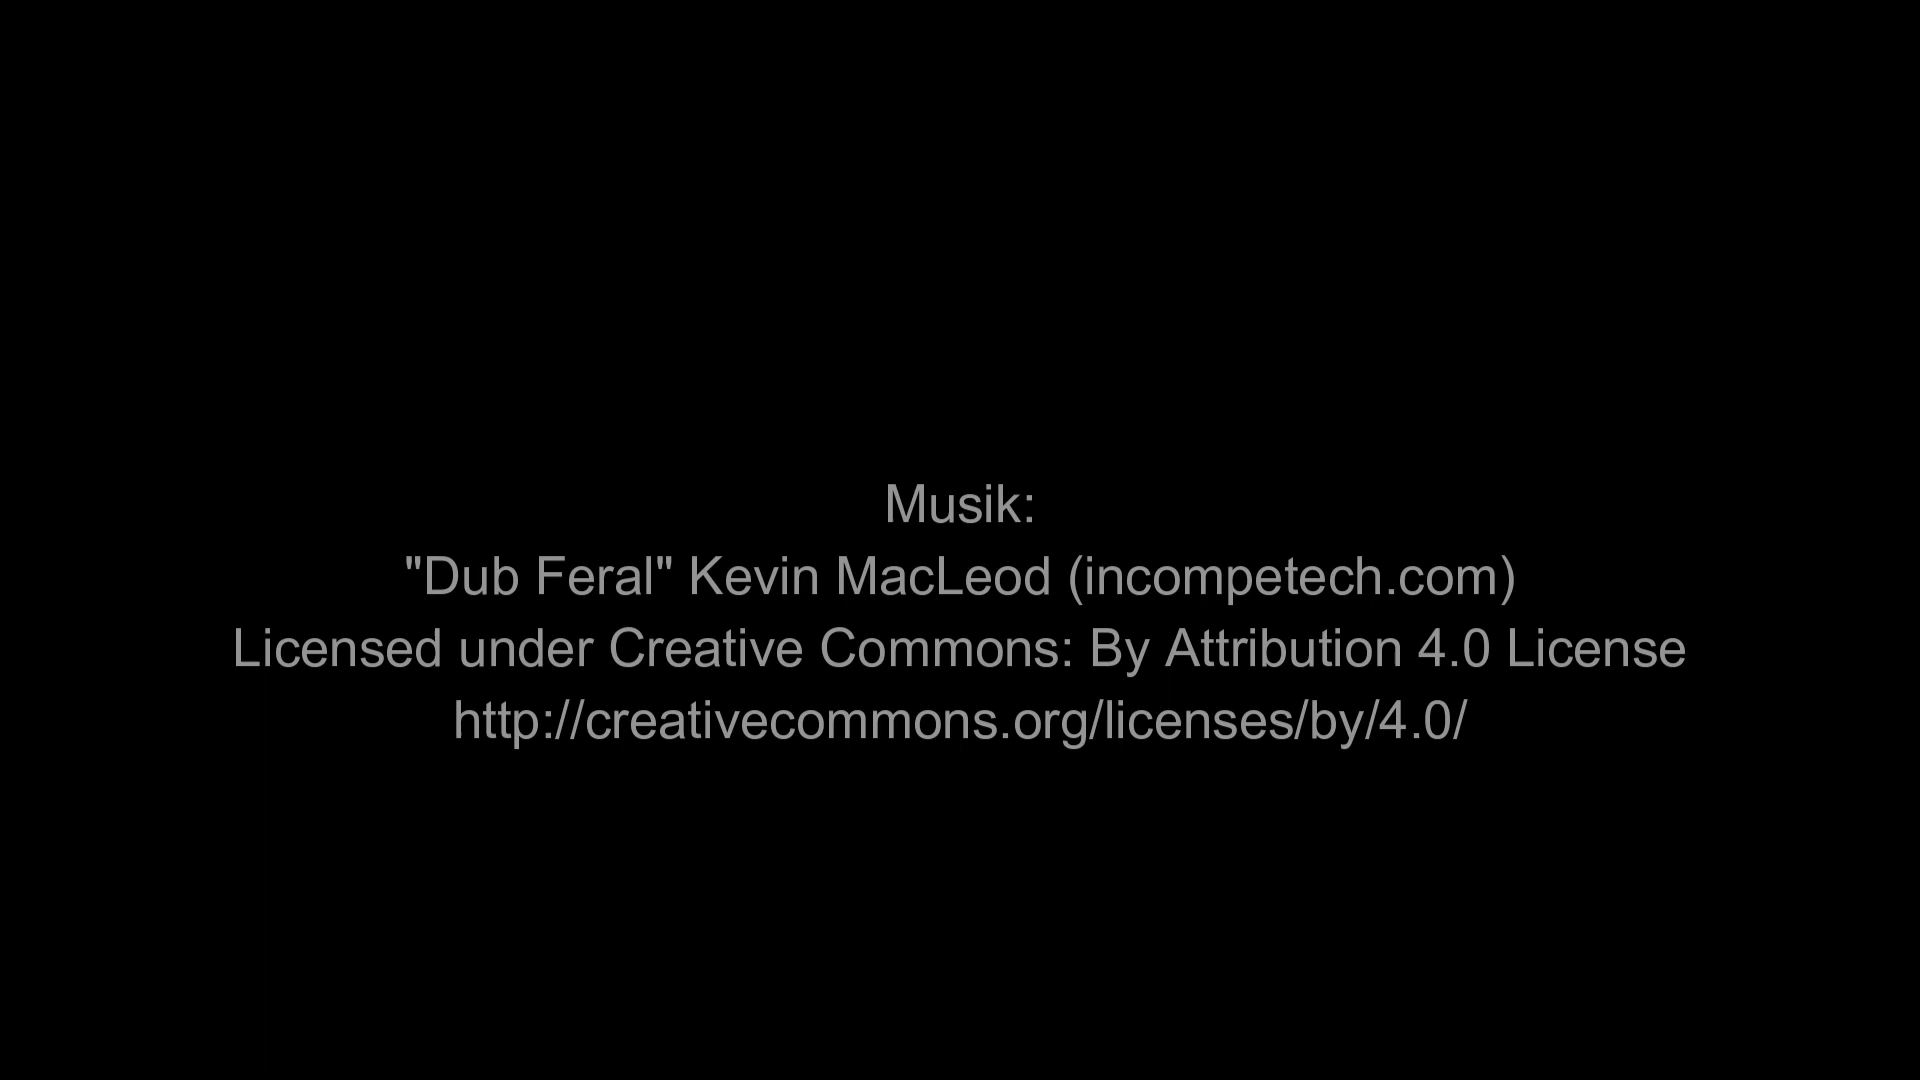 Musik:
"Dub Feral" Kevin MacLeod (incompetech.com)
Licensed under Creative Commons: By Attribution 4.0 License
http://creativecommons.org/licenses/by/4.0/